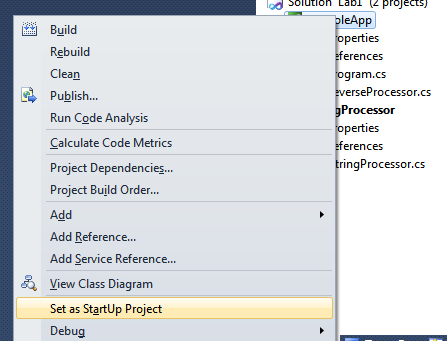 Solution 'Lab1' (2 projects)
Build
Rebuild
Clean
Publish...
Run Code Analysis
Calculate Code Metrics
Project Dependencies...
Project Build Order...
Add
Add Reference...
Add Service Reference...
View Class Diagram
Set as StartUp Project
Debug
oleApp
roperties
eferences
rogram.cs
everseProcessor.cs
gProcessor
roperties
eferences
tringProcessor.cs